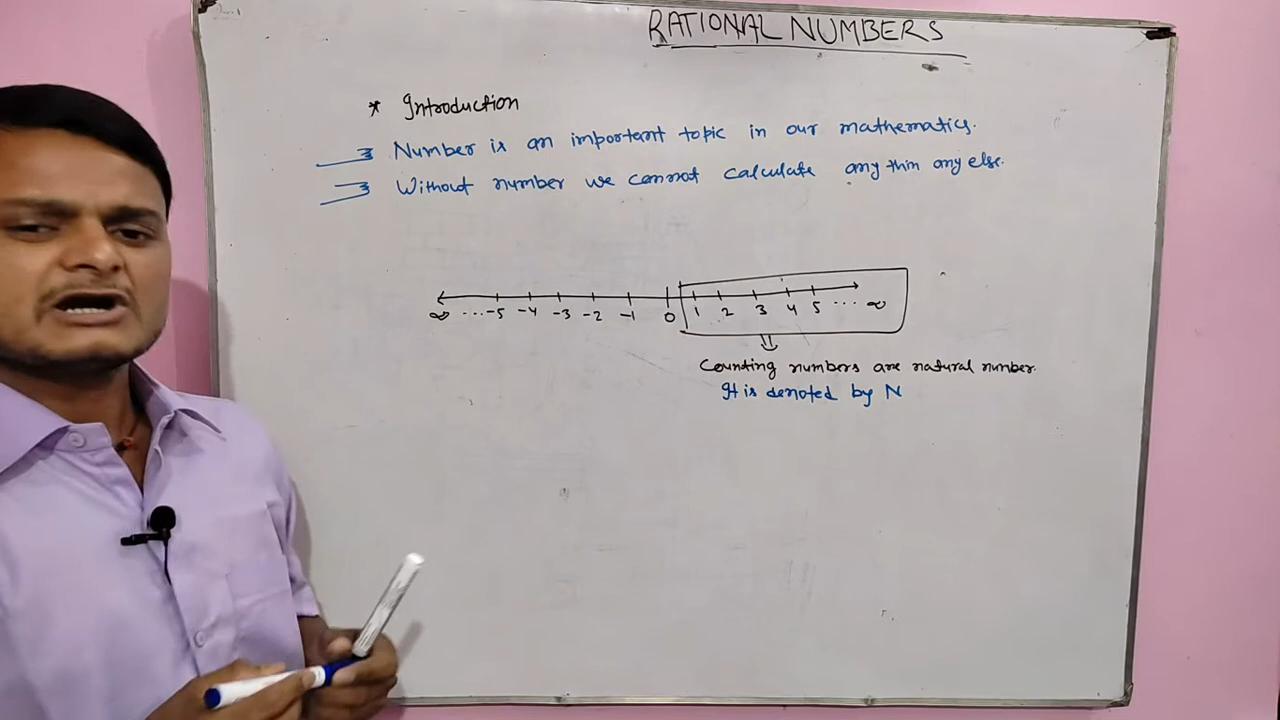 RATIONAL NUMBERS
* Introduction
Number is an important topic in our mathematics.
Without number we cannot calculate any thin any else.
∞ ...-5 -4 -3 -2 -1 0 1 2 3 4 5 ... ∞
Counting numbers are natural number.
It is denoted by N